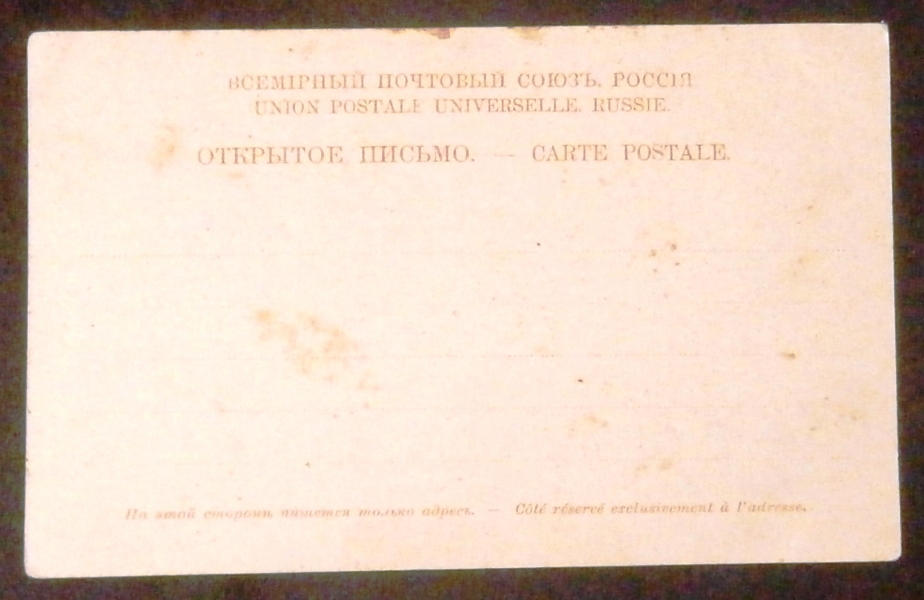 ВСЕМІРНЫЙ ПОЧТОВЫЙ СОЮЗЪ. РОССІЯ
UNION POSTALE UNIVERSELLE. RUSSIE.
ОТКРЫТОЕ ПИСЬМО. — CARTE POSTALE.
На этой сторонѣ пишется только адресъ. — Côté réservé exclusivement à l'adresse.